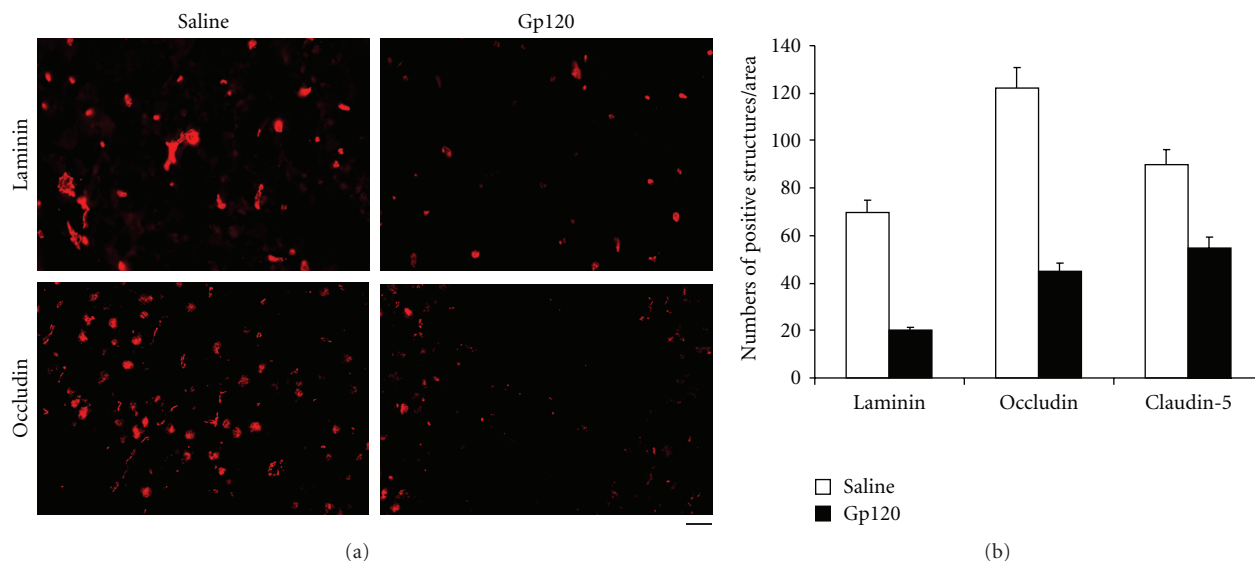 Saline
Gp120
Laminin
Occludin
(a)
Numbers of positive structures/area
140
120
100
80
60
40
20
0
Laminin
Occludin
Claudin-5
Saline
Gp120
(b)